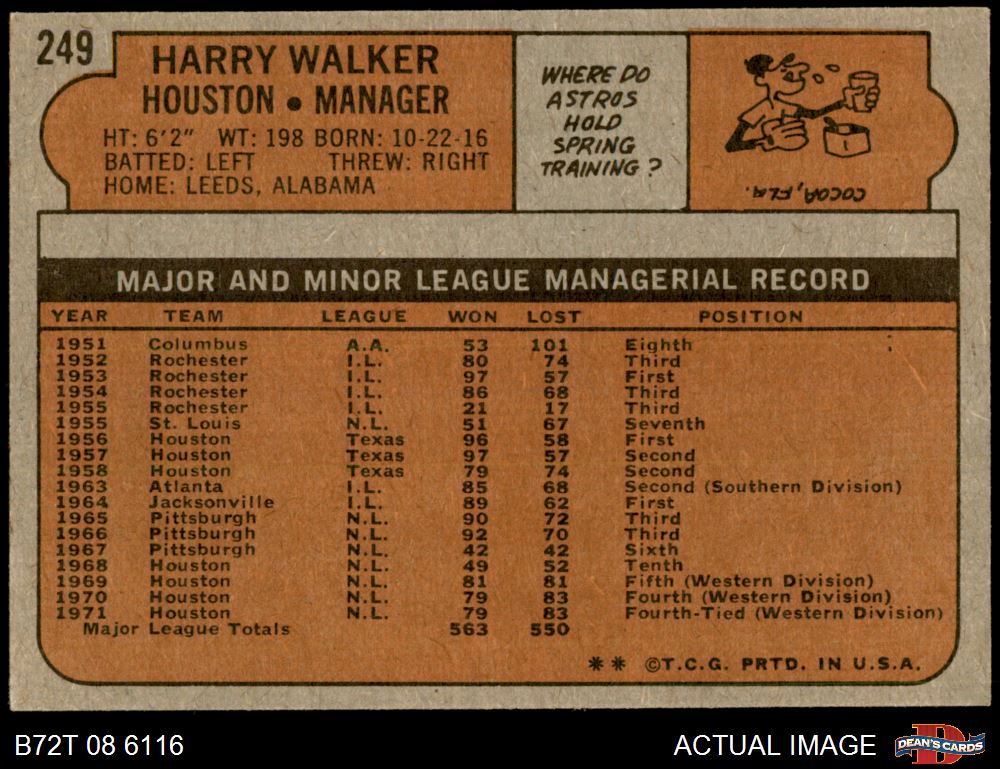 249
HARRY WALKER
HOUSTON • MANAGER
HT: 6'2" WT: 198 BORN: 10-22-16
BATTED: LEFT THREW: RIGHT
HOME: LEEDS, ALABAMA
WHERE DO
ASTROS
HOLD
SPRING
TRAINING?
COCOA, FLA.
MAJOR AND MINOR LEAGUE MANAGERIAL RECORD
YEAR TEAM LEAGUE WON LOST POSITION
1951 Columbus A.A. 53 101 Eighth
1952 Rochester I.L. 80 74 Third
1953 Rochester I.L. 97 57 First
1954 Rochester I.L. 86 68 Third
1955 Rochester I.L. 21 17 Third
1955 St. Louis N.L. 51 67 Seventh
1956 Houston Texas 96 58 First
1957 Houston Texas 97 57 Second
1958 Houston Texas 79 74 Second
1963 Atlanta I.L. 85 68 Second (Southern Division)
1964 Jacksonville I.L. 89 62 First
1965 Pittsburgh N.L. 90 72 Third
1966 Pittsburgh N.L. 92 70 Third
1967 Pittsburgh N.L. 42 42 Sixth
1968 Houston N.L. 49 52 Tenth
1969 Houston N.L. 81 81 Fifth (Western Division)
1970 Houston N.L. 79 83 Fourth (Western Division)
1971 Houston N.L. 79 83 Fourth-Tied (Western Division)
Major League Totals 563 550
** ©T.C.G. PRTD. IN U.S.A.
B72T 08 6116
ACTUAL IMAGE
D
DEAN'S CARDS